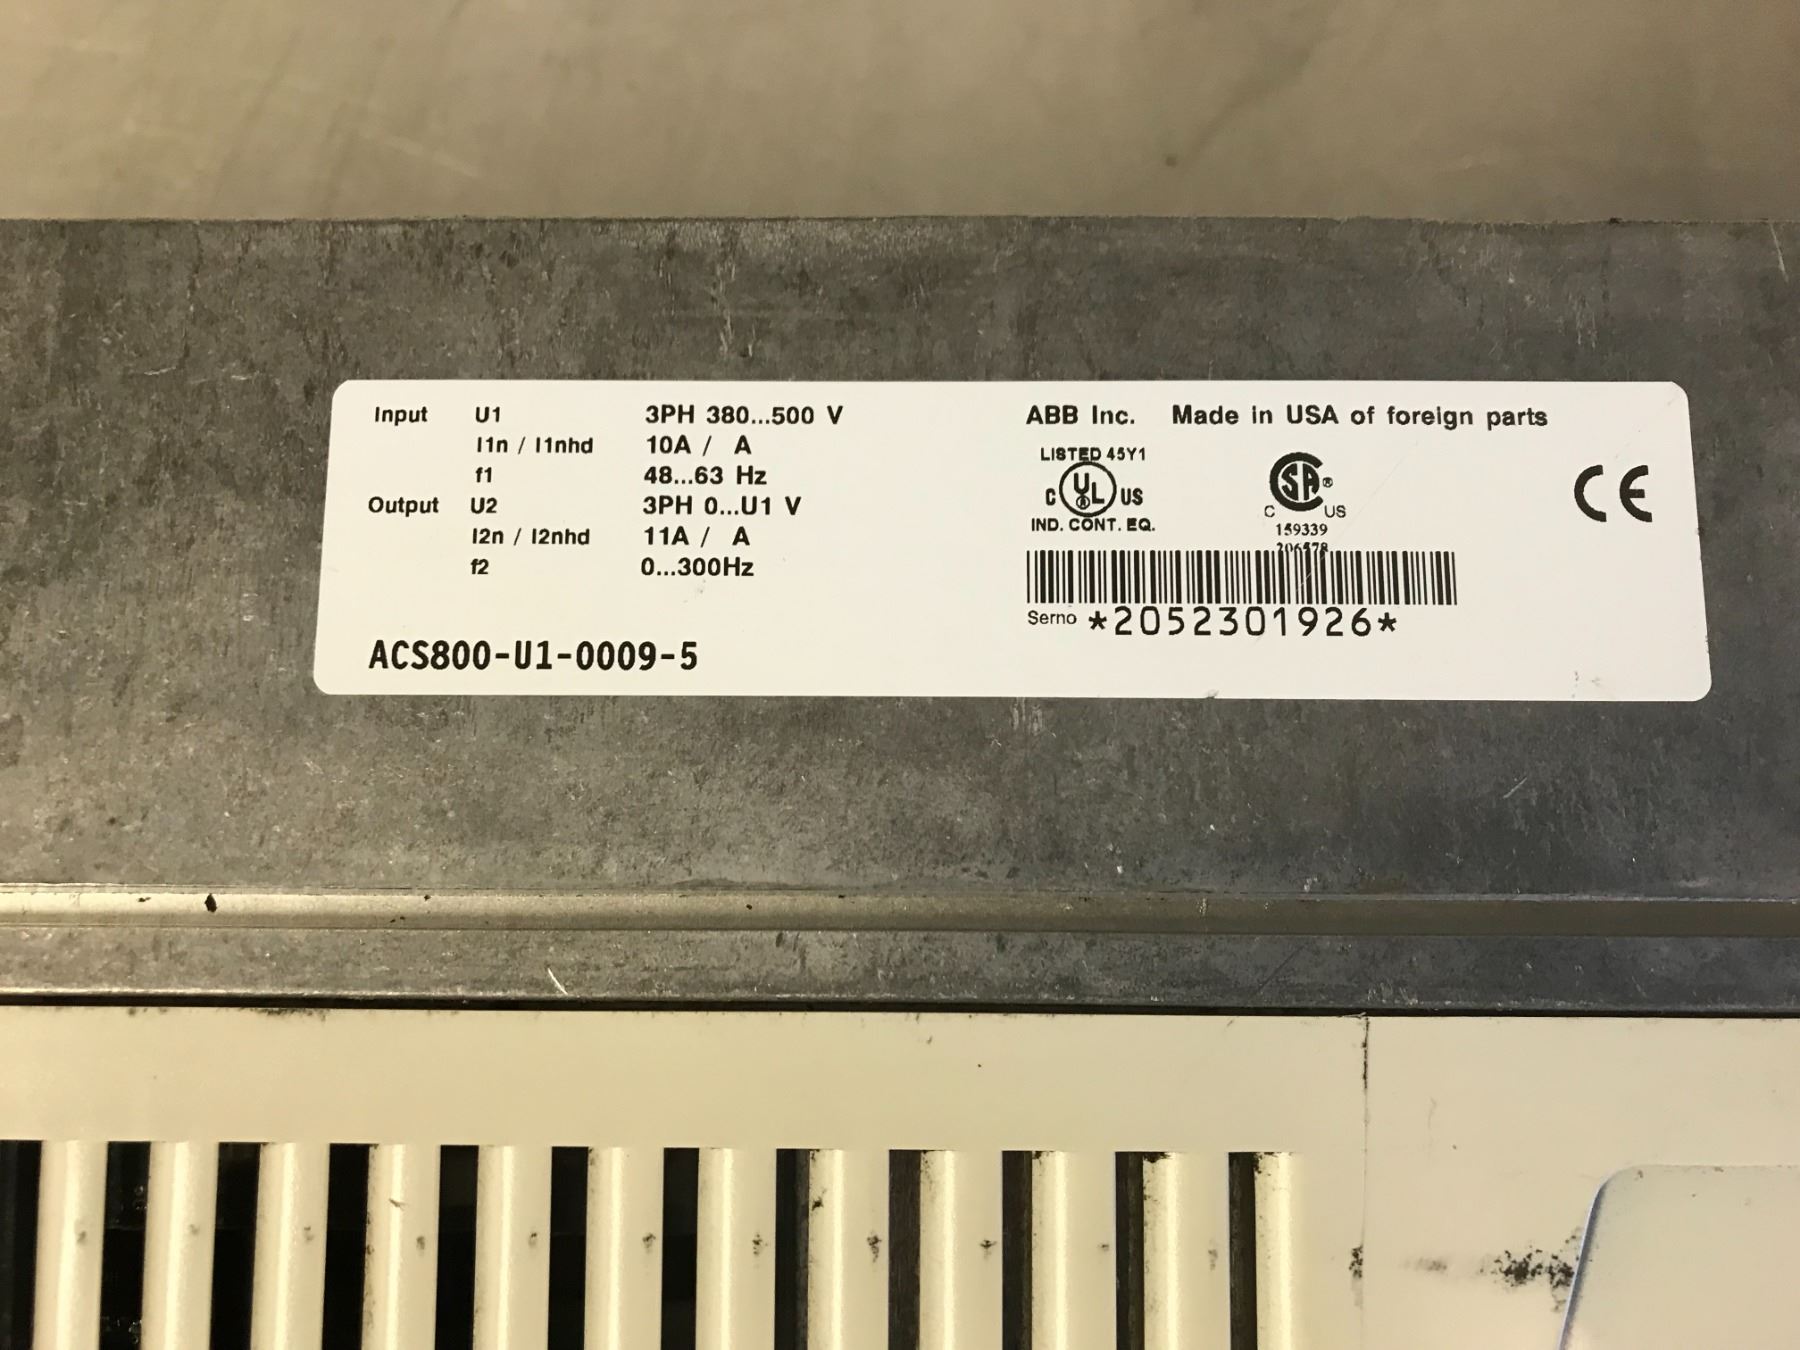 Input U1 3PH 380...500 V
I1n / I1nhd 10A / A
f1 48...63 Hz
Output U2 3PH 0...U1 V
I2n / I2nhd 11A / A
f2 0...300Hz
ACS800-U1-0009-5
ABB Inc. Made in USA of foreign parts
LISTED 45Y1
C UL ® US
IND. CONT. EQ.
C SA ® US
159339
206578
CE
Serno *2052301926*